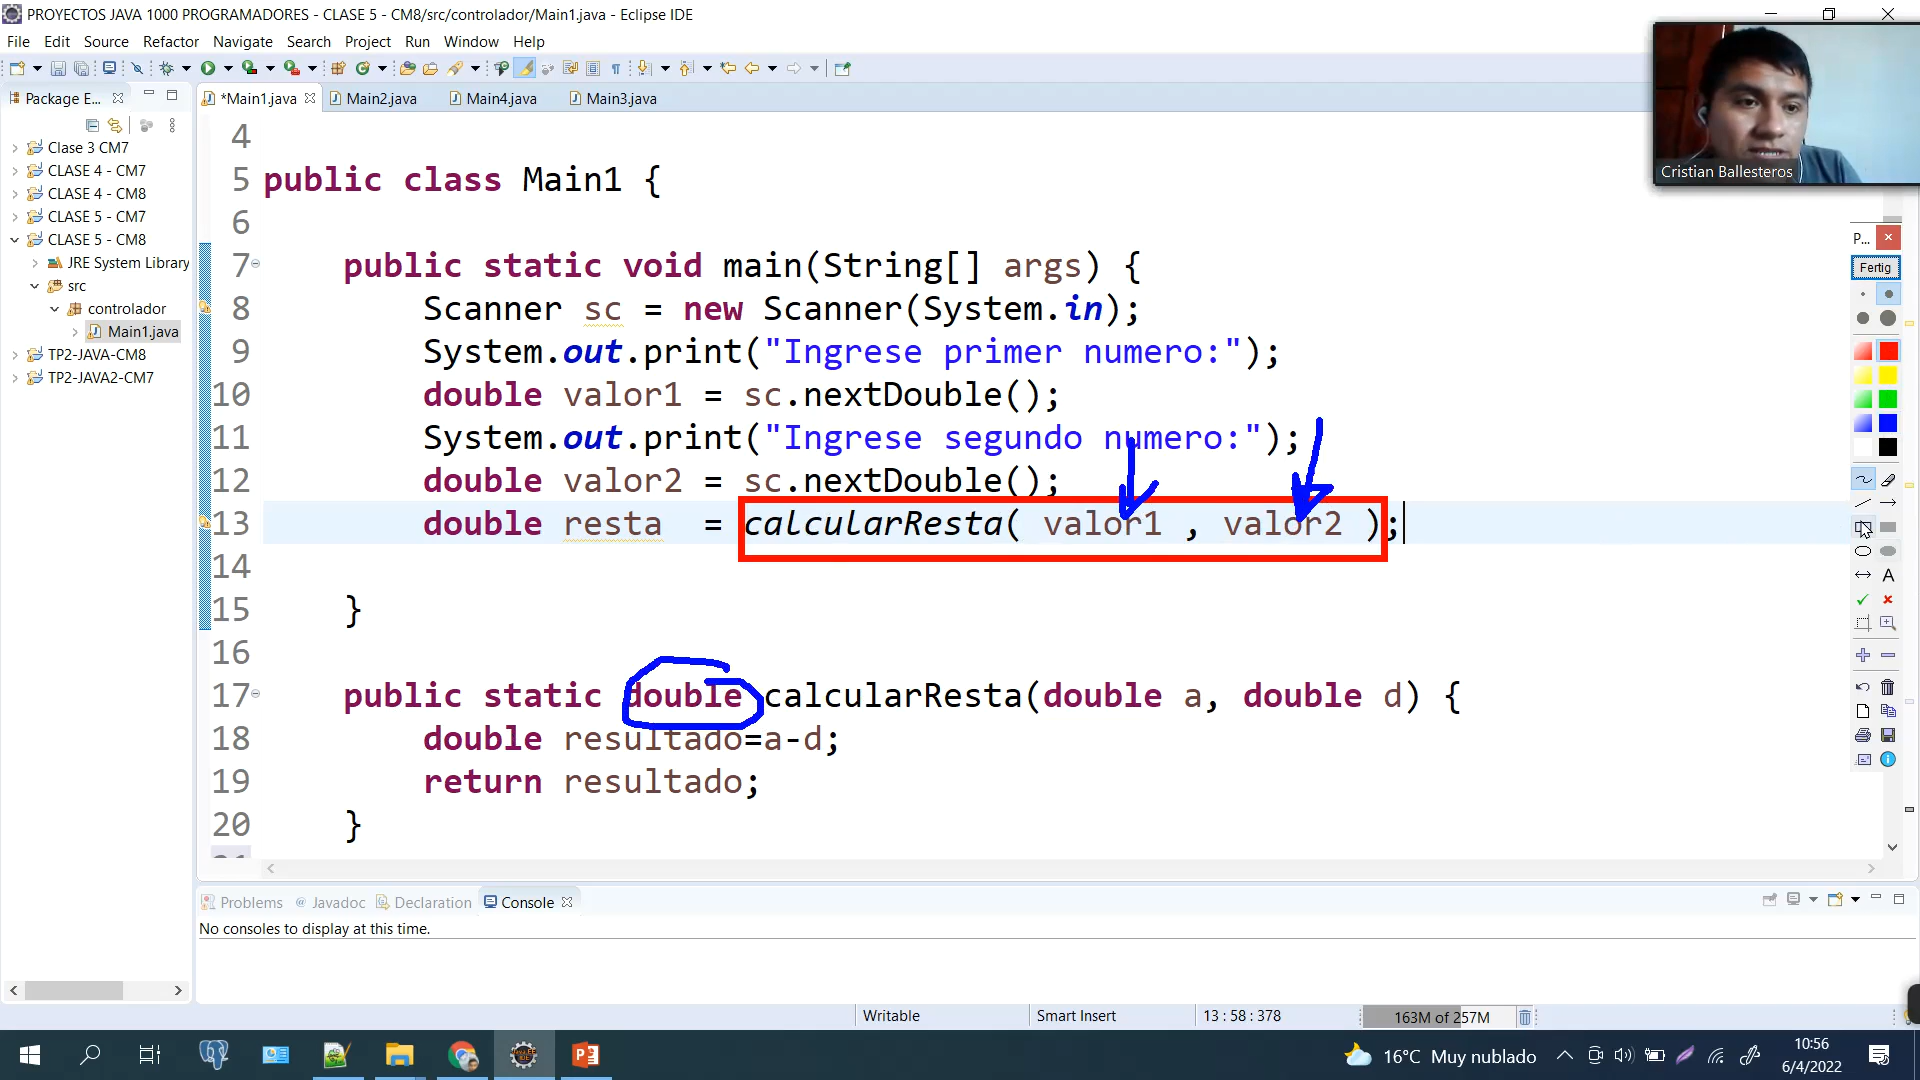 PROYECTOS JAVA 1000 PROGRAMADORES - CLASE 5 - CM8/src/controlador/Main1.java - Eclipse IDE
File Edit Source Refactor Navigate Search Project Run Window Help
Package E...
*Main1.java Main2.java Main4.java Main3.java
Clase 3 CM7
CLASE 4 - CM7
CLASE 4 - CM8
CLASE 5 - CM7
CLASE 5 - CM8
JRE System Library
src
controlador
Main1.java
TP2-JAVA-CM8
TP2-JAVA2-CM7
4
5 public class Main1 {
6
7 public static void main(String[] args) {
8 Scanner sc = new Scanner(System.in);
9 System.out.print("Ingrese primer numero:");
10 double valor1 = sc.nextDouble();
11 System.out.print("Ingrese segundo numero:");
12 double valor2 = sc.nextDouble();
13 double resta = calcularResta( valor1 , valor2 );
14
15 }
16
17 public static double calcularResta(double a, double d) {
18 double resultado=a-d;
19 return resultado;
20 }
Cristian Ballesteros
P...
Fertig
A
Problems Javadoc Declaration Console
No consoles to display at this time.
Writable Smart Insert 13 : 58 : 378 163M of 257M
16°C Muy nublado
10:56
6/4/2022